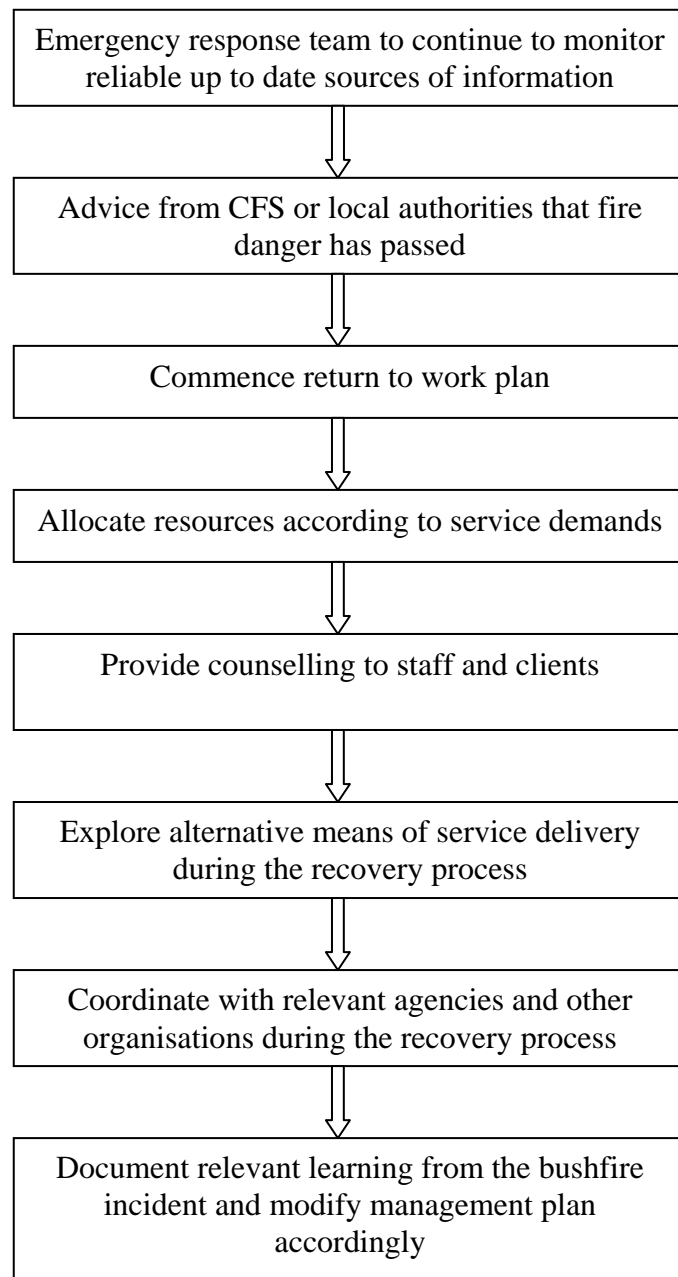 Emergency response team to continue to monitor
reliable up to date sources of information
Advice from CFS or local authorities that fire
danger has passed
Commence return to work plan
Allocate resources according to service demands
Provide counselling to staff and clients
Explore alternative means of service delivery
during the recovery process
Coordinate with relevant agencies and other
organisations during the recovery process
Document relevant learning from the bushfire
incident and modify management plan
accordingly